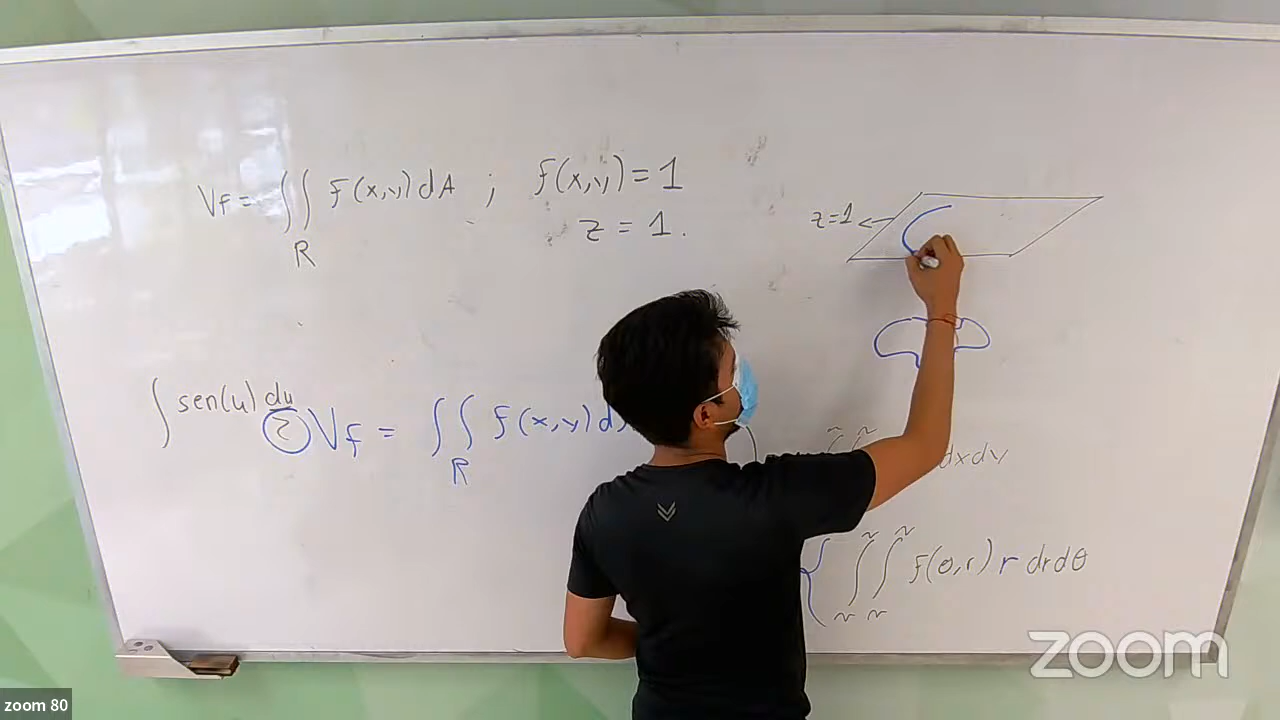 Vf = ∬ f(x,y) dA ; f(x,y) = 1
R
z = 1.
z=1 ←
∫ sen(u) du
2
Vf = ∬ f(x,y) d
R
dxdy
~ ~
∬ f(θ,r) r drdθ
~ ~
zoom
zoom 80